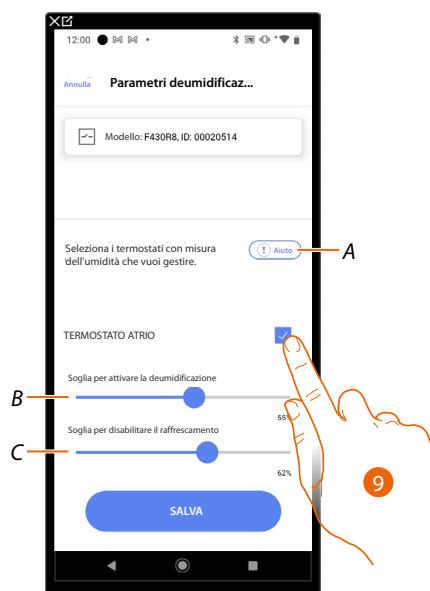 12:00
Annulla Parametri deumidificaz...
Modello: F430R8, ID: 00020514
Seleziona i termostati con misura
dell'umidità che vuoi gestire.
Aiuto
A
TERMOSTATO ATRIO
Soglia per attivare la deumidificazione
B
55%
Soglia per disabilitare il raffrescamento
C
62%
9
SALVA